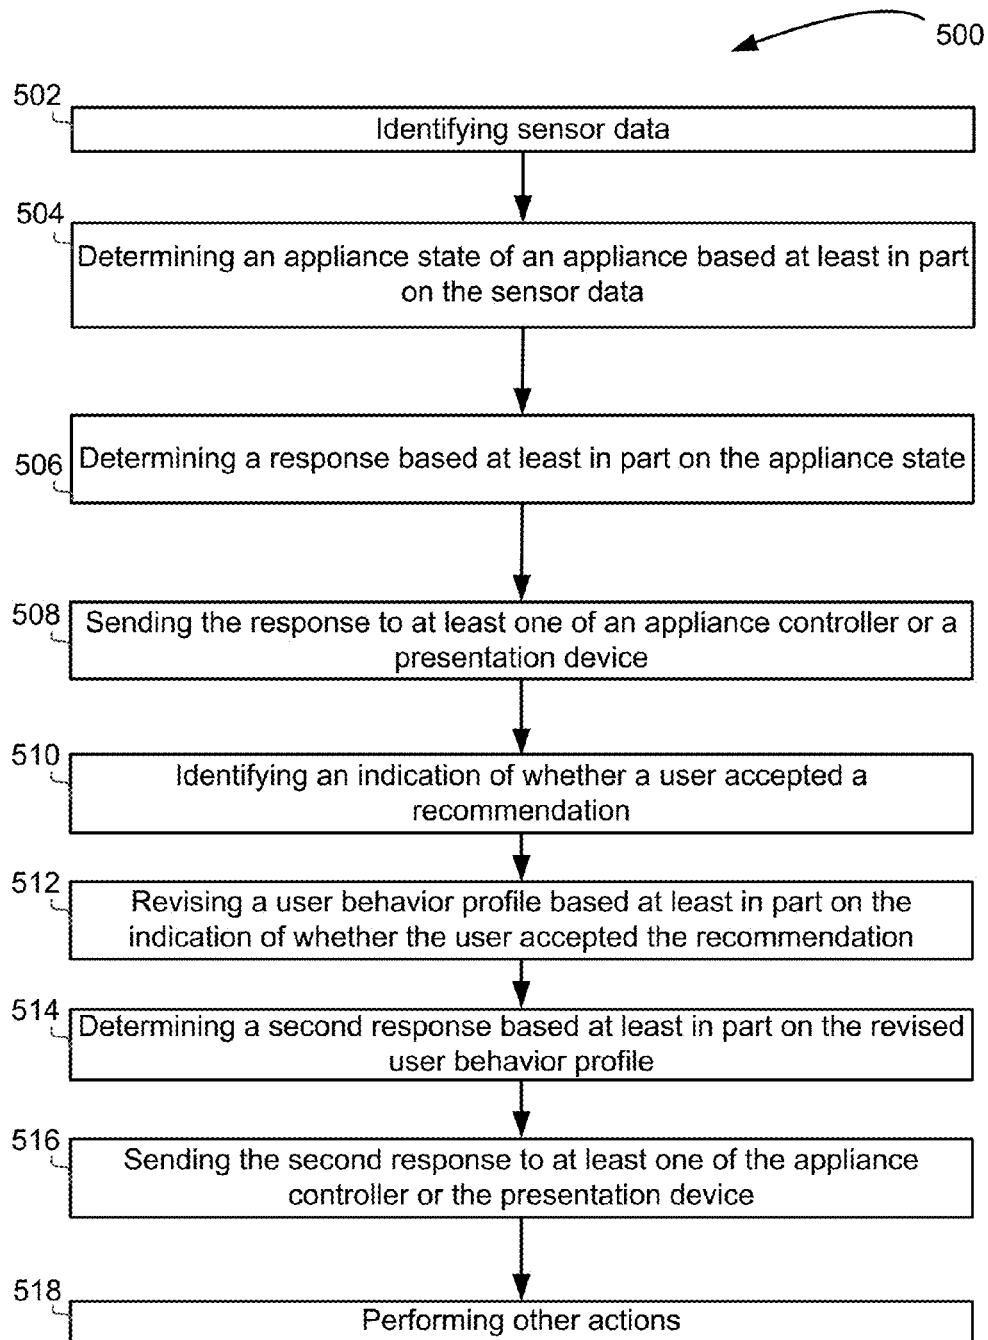 500
502
Identifying sensor data
504
Determining an appliance state of an appliance based at least in part
on the sensor data
506
Determining a response based at least in part on the appliance state
508
Sending the response to at least one of an appliance controller or a
presentation device
510
Identifying an indication of whether a user accepted a
recommendation
512
Revising a user behavior profile based at least in part on the
indication of whether the user accepted the recommendation
514
Determining a second response based at least in part on the revised
user behavior profile
516
Sending the second response to at least one of the appliance
controller or the presentation device
518
Performing other actions